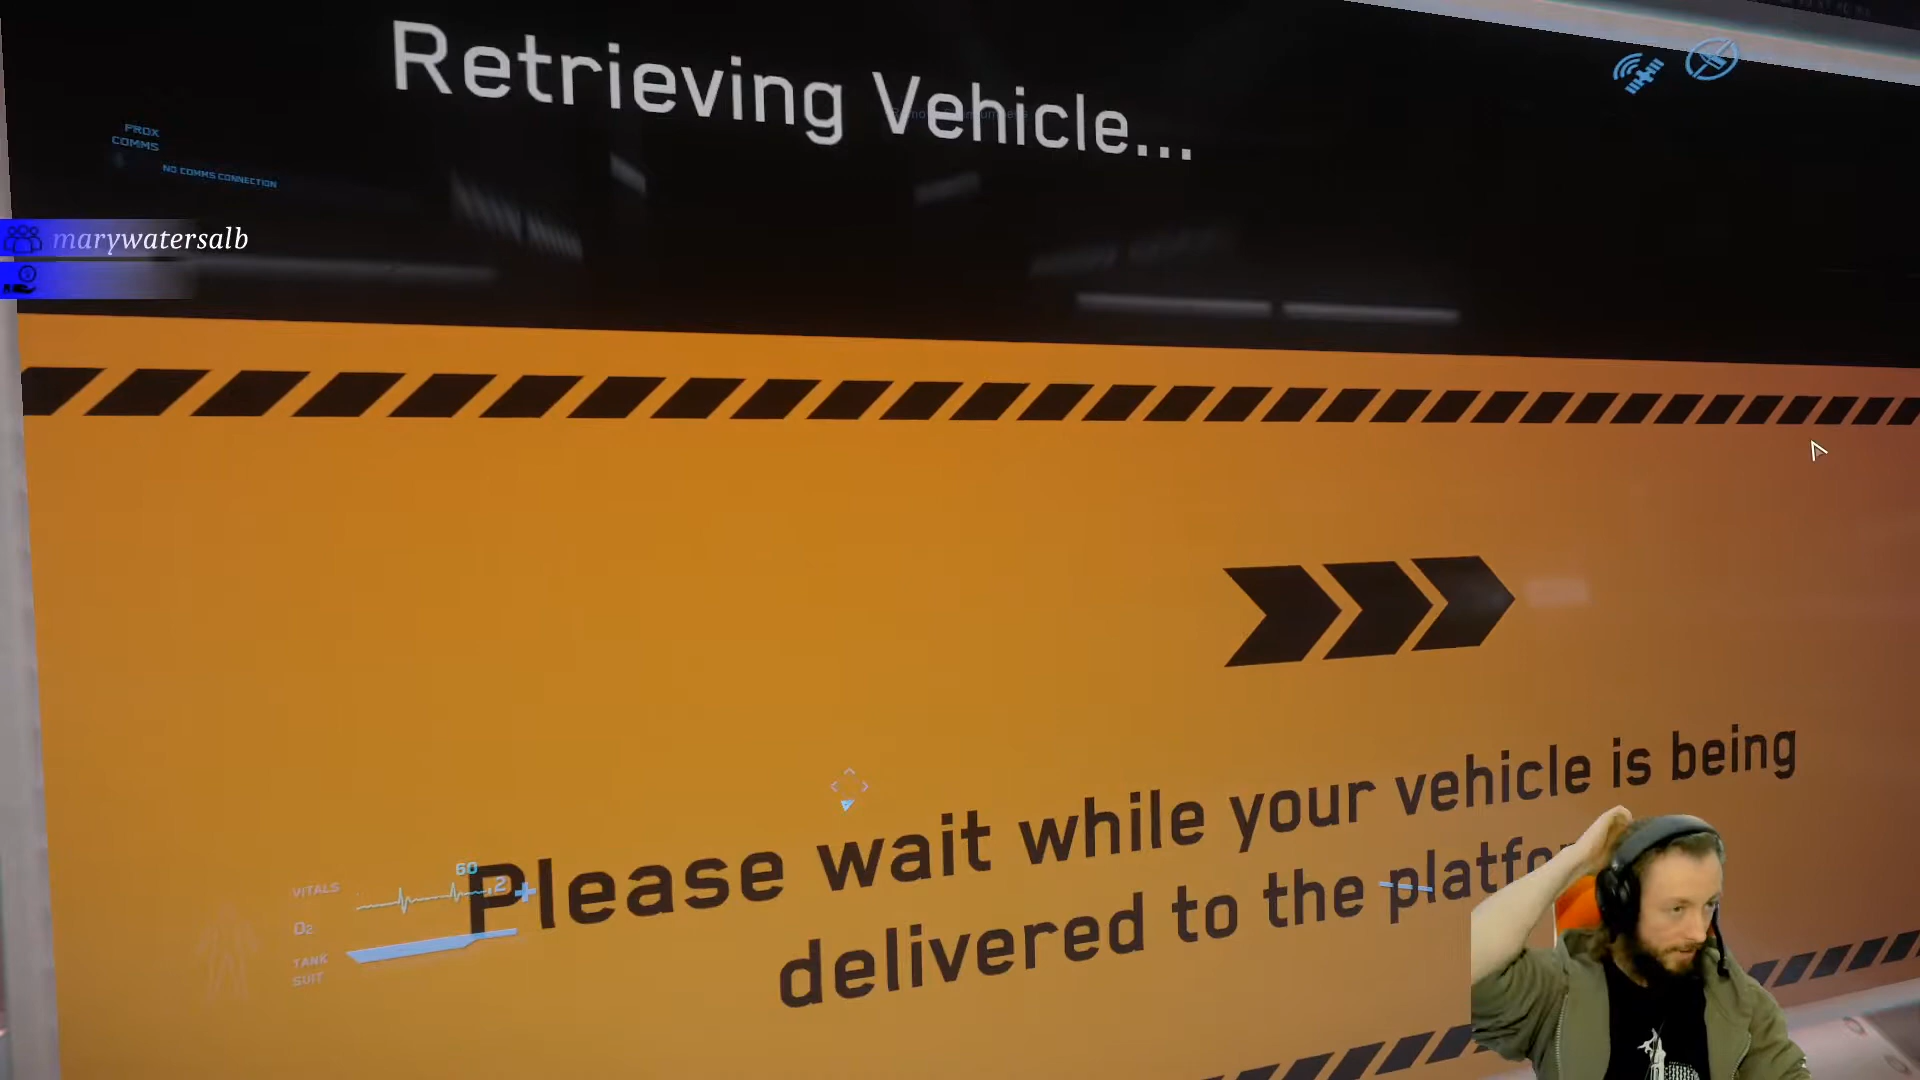 Retrieving Vehicle...
PROX
COMMS
NO COMMS CONNECTION
marywatersalb
Please wait while your vehicle is being
delivered to the
60
VITALS
O2
TANK
SUIT